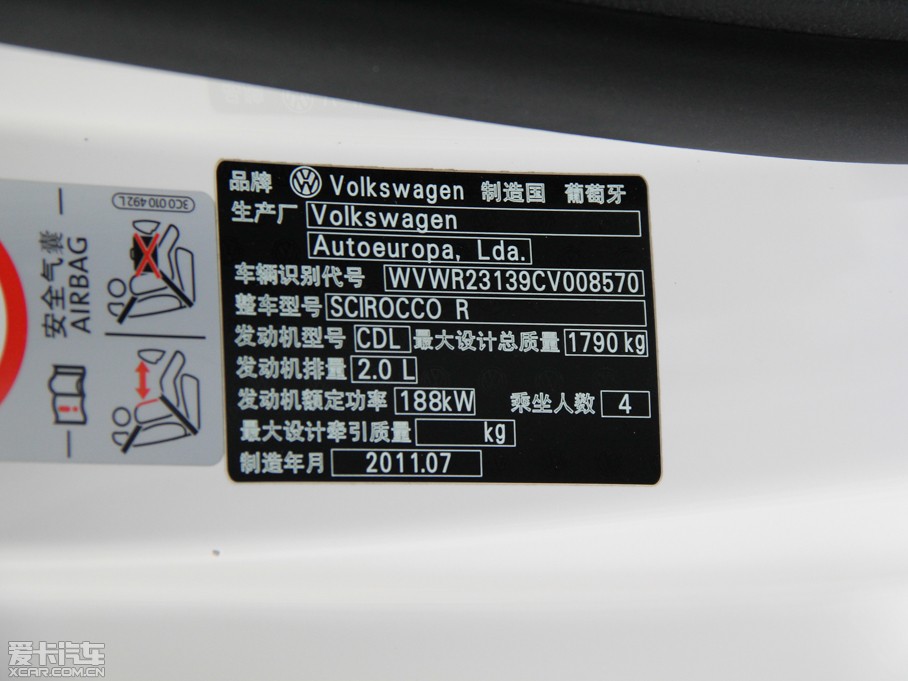 品牌 Volkswagen 制造国 葡萄牙
生产厂 Volkswagen
Autoeuropa, Lda.
车辆识别代号 WVWR23139CV008570
整车型号 SCIROCCO R
发动机型号 CDL 最大设计总质量 1790 kg
发动机排量 2.0 L
发动机额定功率 188kW 乘坐人数 4
最大设计牵引质量 kg
制造年月 2011.07
3C0 010 492 L
安全气囊
AIRBAG
爱卡汽车
XCAR.COM.CN